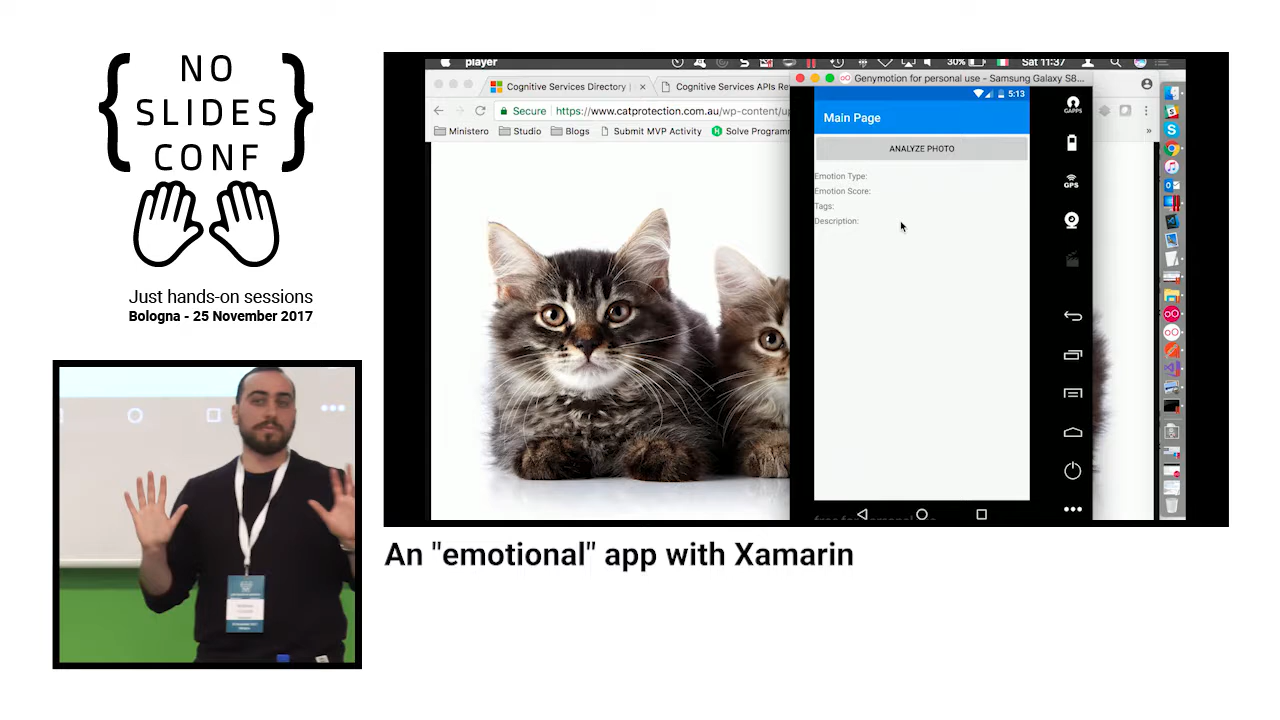 { NO
SLIDES
CONF }
Just hands-on sessions
Bologna - 25 November 2017
player
30%
Sat 11:37
Cognitive Services Directory |
Cognitive Services APIs Re
Genymotion for personal use - Samsung Galaxy S8...
Secure
https://www.catprotection.com.au/wp-content/up
Ministero
Studio
Blogs
Submit MVP Activity
Solve Programm
»
5:13
Main Page
ANALYZE PHOTO
Emotion Type:
Emotion Score:
Tags:
Description:
GAPPS
GPS
An "emotional" app with Xamarin